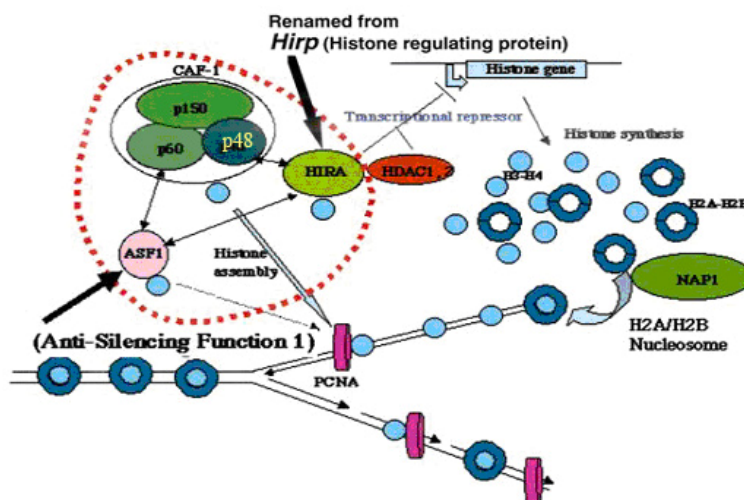 Renamed from
Hirp (Histone regulating protein)
CAF-1
p150
p60
p48
Histone gene
Transcriptional repressor
Histone synthesis
HIRA
HDAC1,2
H3-H4
H2A-H2B
ASF1
Histone
assembly
NAP1
(Anti-Silencing Function 1)
H2A/H2B
Nucleosome
PCNA